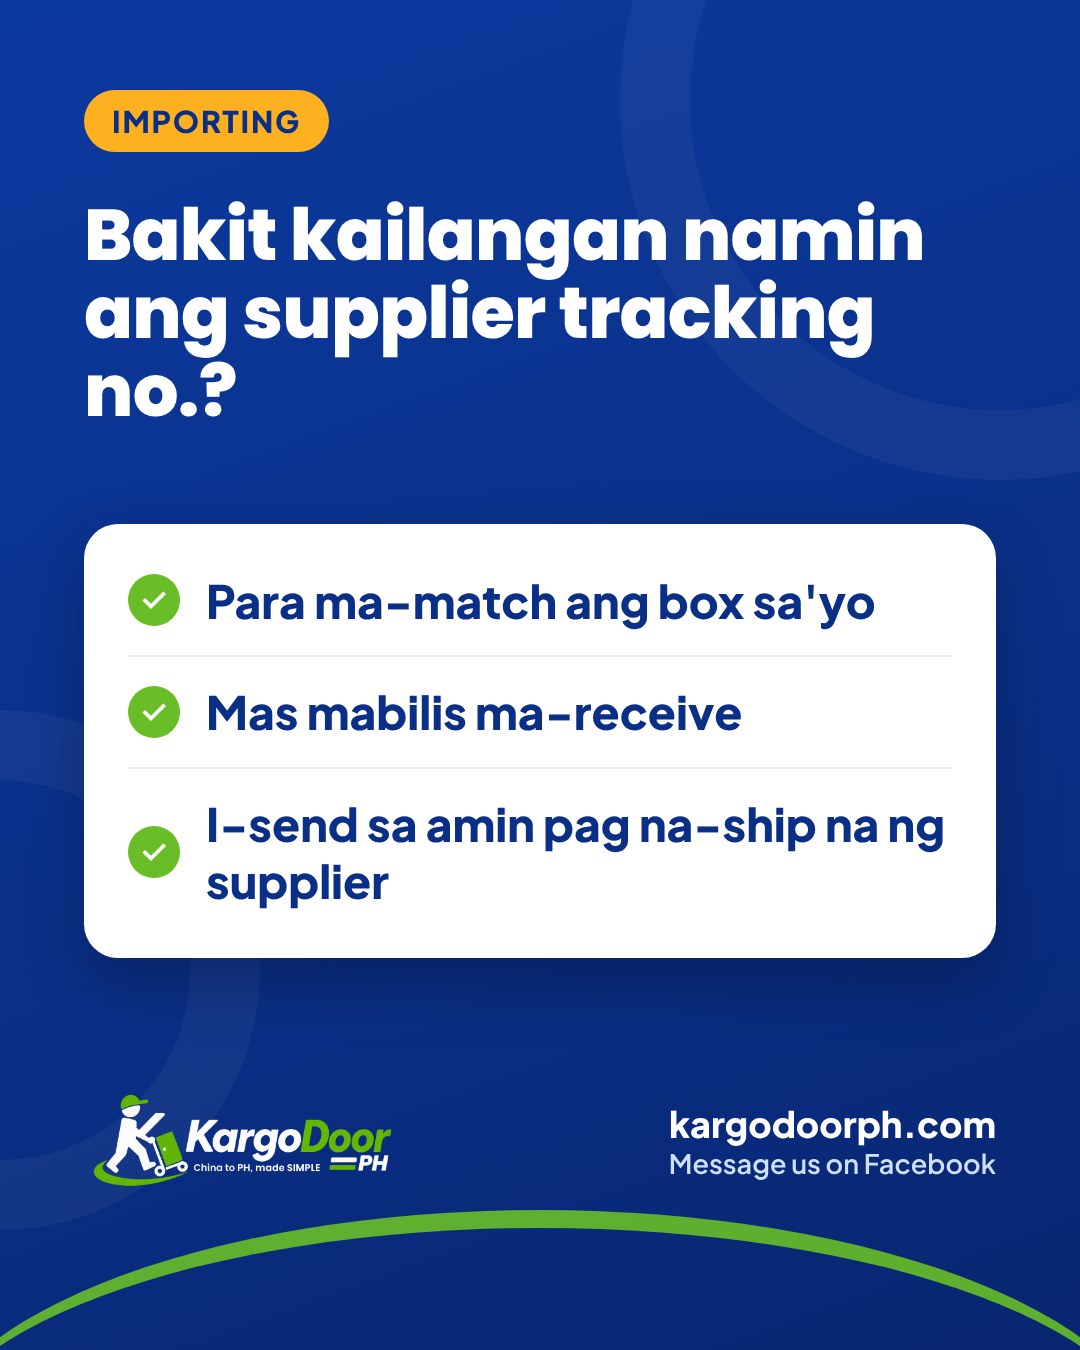 IMPORTING
Bakit kailangan namin
ang supplier tracking
no.?
Para ma-match ang box sa'yo
Mas mabilis ma-receive
I-send sa amin pag na-ship na ng
supplier
KargoDoor
China to PH, made SIMPLE
PH
kargodoorph.com
Message us on Facebook